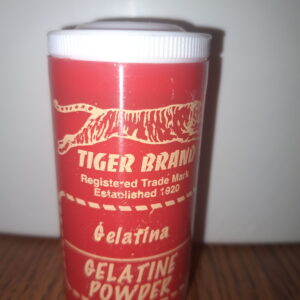 TIGER BRAND
Registered Trade Mark
Established 1920
Gelatina
GELATINE
POWDER